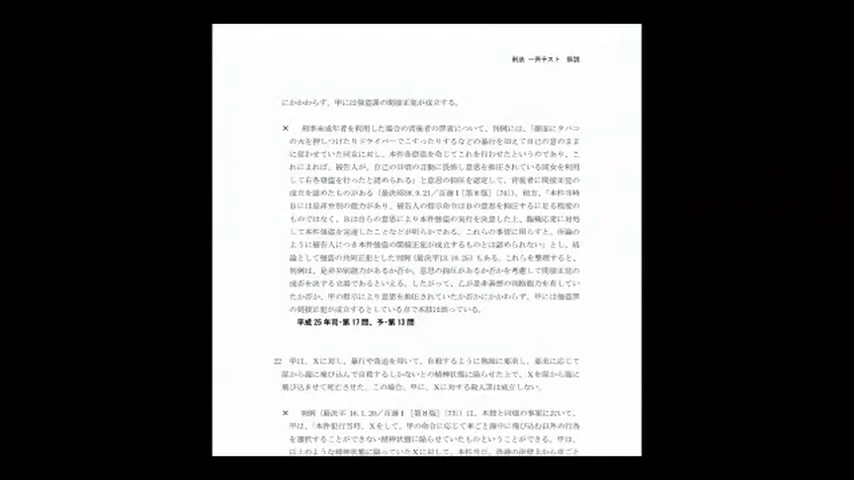 刑法 一問一答テスト 解説
にかかわらず、甲には強盗罪の間接正犯が成立する。
× 刑事未成年者を利用した場合の背後者の罪責について、判例には、「顔面にタバコ
の火を押しつけたりドライバーでこすったりするなどの暴行を加えて自己の意のまま
に従わせていた同女に対し、本件各窃盗を命じてこれを行わせたというのであり、こ
れによれば、被告人が、自己の日頃の言動に畏怖し意思を抑圧されている同女を利用
して右各窃盗を行ったと認められる」と意思の抑圧を認定して、背後者に間接正犯の
成立を認めたものがある(最決昭58.9.21/百選Ⅰ[第8版](74))。他方、「本件当時
Bには是非弁別の能力があり、被告人の指示命令はBの意思を抑圧するに足る程度の
ものではなく、Bは自らの意思により本件強盗の実行を決意した上、臨機応変に対処
して本件強盗を完遂したことなどが明らかである。これらの事情に照らすと、所論の
ように被告人につき本件強盗の間接正犯が成立するものとは認められない」とし、結
論として強盗の共同正犯とした判例(最決平13.10.25)もある。これらを整理すると、
判例は、是非弁別能力があるか否か、意思の抑圧があるか否かを考慮して間接正犯の
成否を決する立場であるといえる。したがって、乙が是非善悪の判断能力を有してい
たか否か、甲の指示により意思を抑圧されていたか否かにかかわらず、甲には強盗罪
の間接正犯が成立するとしている点で本肢は誤っている。
平成25年司・第17問、予・第13問
22 甲は、Xに対し、暴行や脅迫を用いて、自殺するように執拗に要求し、要求に応じて
崖から海に飛び込んで自殺するしかないとの精神状態に陥らせた上で、Xを崖から海に
飛び込ませて死亡させた。この場合、甲に、Xに対する殺人罪は成立しない。
× 判例(最決平16.1.20/百選Ⅰ[第8版](73))は、本肢と同様の事案において、
甲は、「本件犯行当時、Xをして、甲の命令に応じて車ごと海中に飛び込む以外の行為
を選択することができない精神状態に陥らせていたものということができる。甲は、
以上のような精神状態に陥っていたXに対して、本件当日、漁港の岸壁上から車ごと